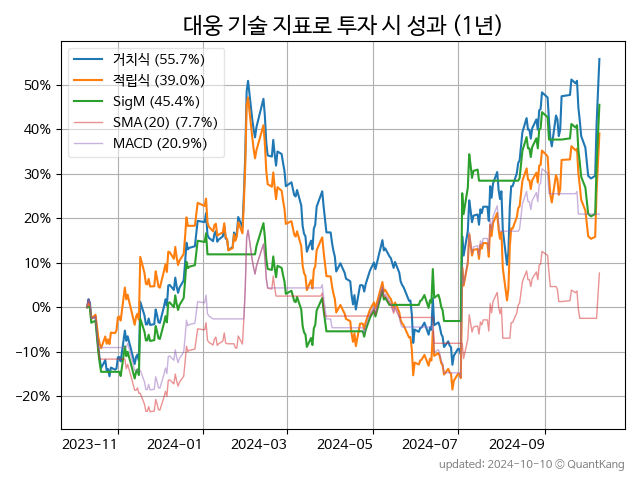 대웅 기술 지표로 투자 시 성과 (1년)
거치식 (55.7%)
적립식 (39.0%)
SigM (45.4%)
SMA(20) (7.7%)
MACD (20.9%)
50%
40%
30%
20%
10%
0%
−10%
−20%
2023-11
2024-01
2024-03
2024-05
2024-07
2024-09
updated: 2024-10-10 © QuantKang